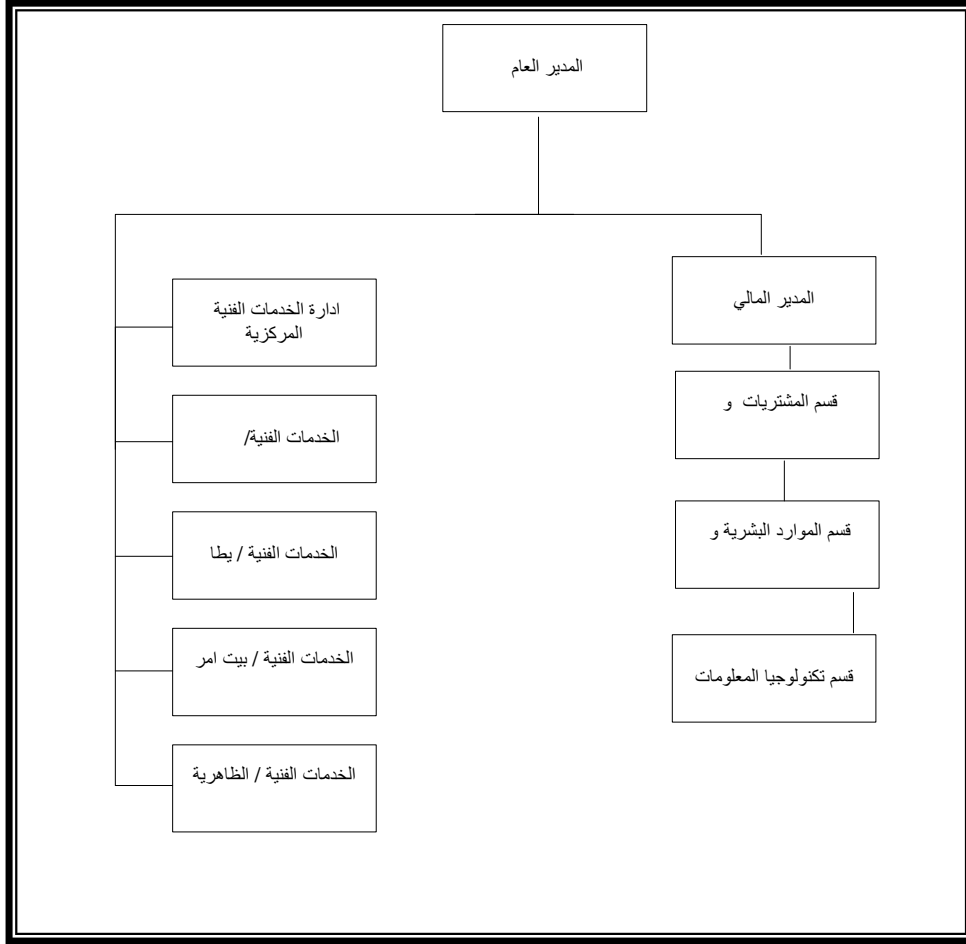 المدير العام
المدير المالي
قسم المشتريات و
قسم الموارد البشرية و
قسم تكنولوجيا المعلومات
ادارة الخدمات الفنية
المركزية
الخدمات الفنية/
الخدمات الفنية / يطا
الخدمات الفنية / بيت امر
الخدمات الفنية / الظاهرية